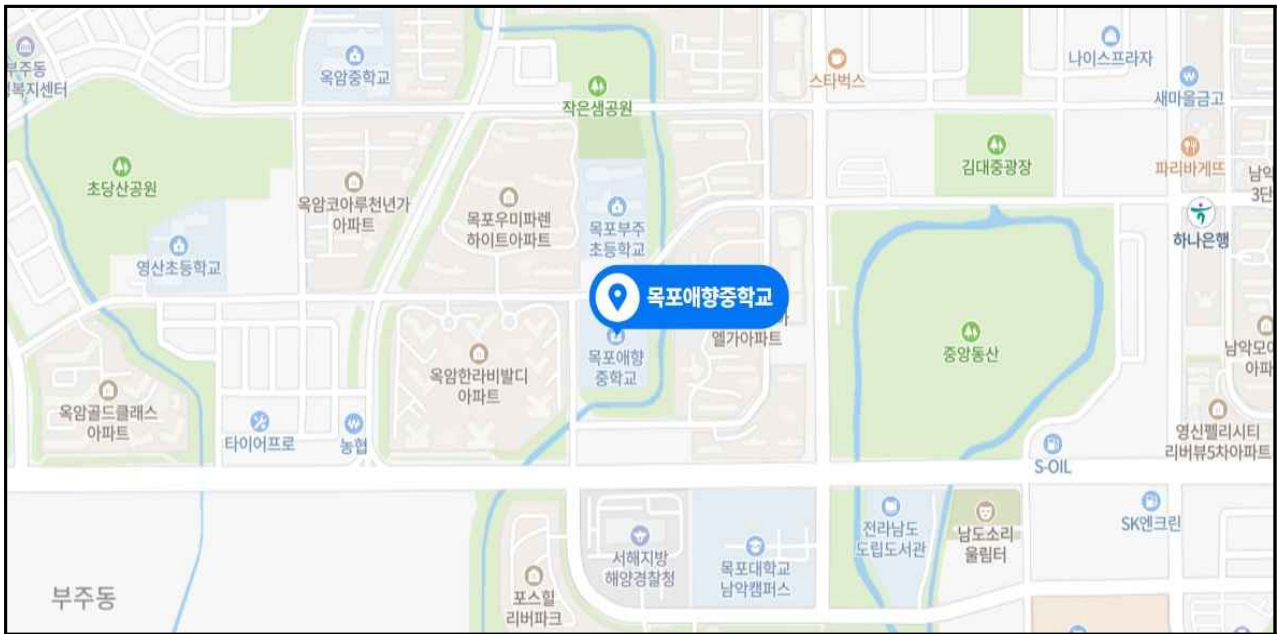 부주동
복지센터
옥암중학교
작은샘공원
스타벅스
나이스프라자
새마을금고
초당산공원
옥암코아루천년가
아파트
목포우미파렌
하이트아파트
목포부주
초등학교
김대중광장
파리바게뜨
남악
3단
하나은행
영산초등학교
목포애향중학교
목포애향
중학교
엘가아파트
중앙동산
남악모아
아파
옥암골드클래스
아파트
타이어프로
농협
옥암한라비발디
아파트
영신펠리시티
리버뷰5차아파트
S-OIL
SK엔크린
서해지방
해양경찰청
목포대학교
남악캠퍼스
전라남도
도립도서관
남도소리
울림터
포스힐
리버파크
부주동